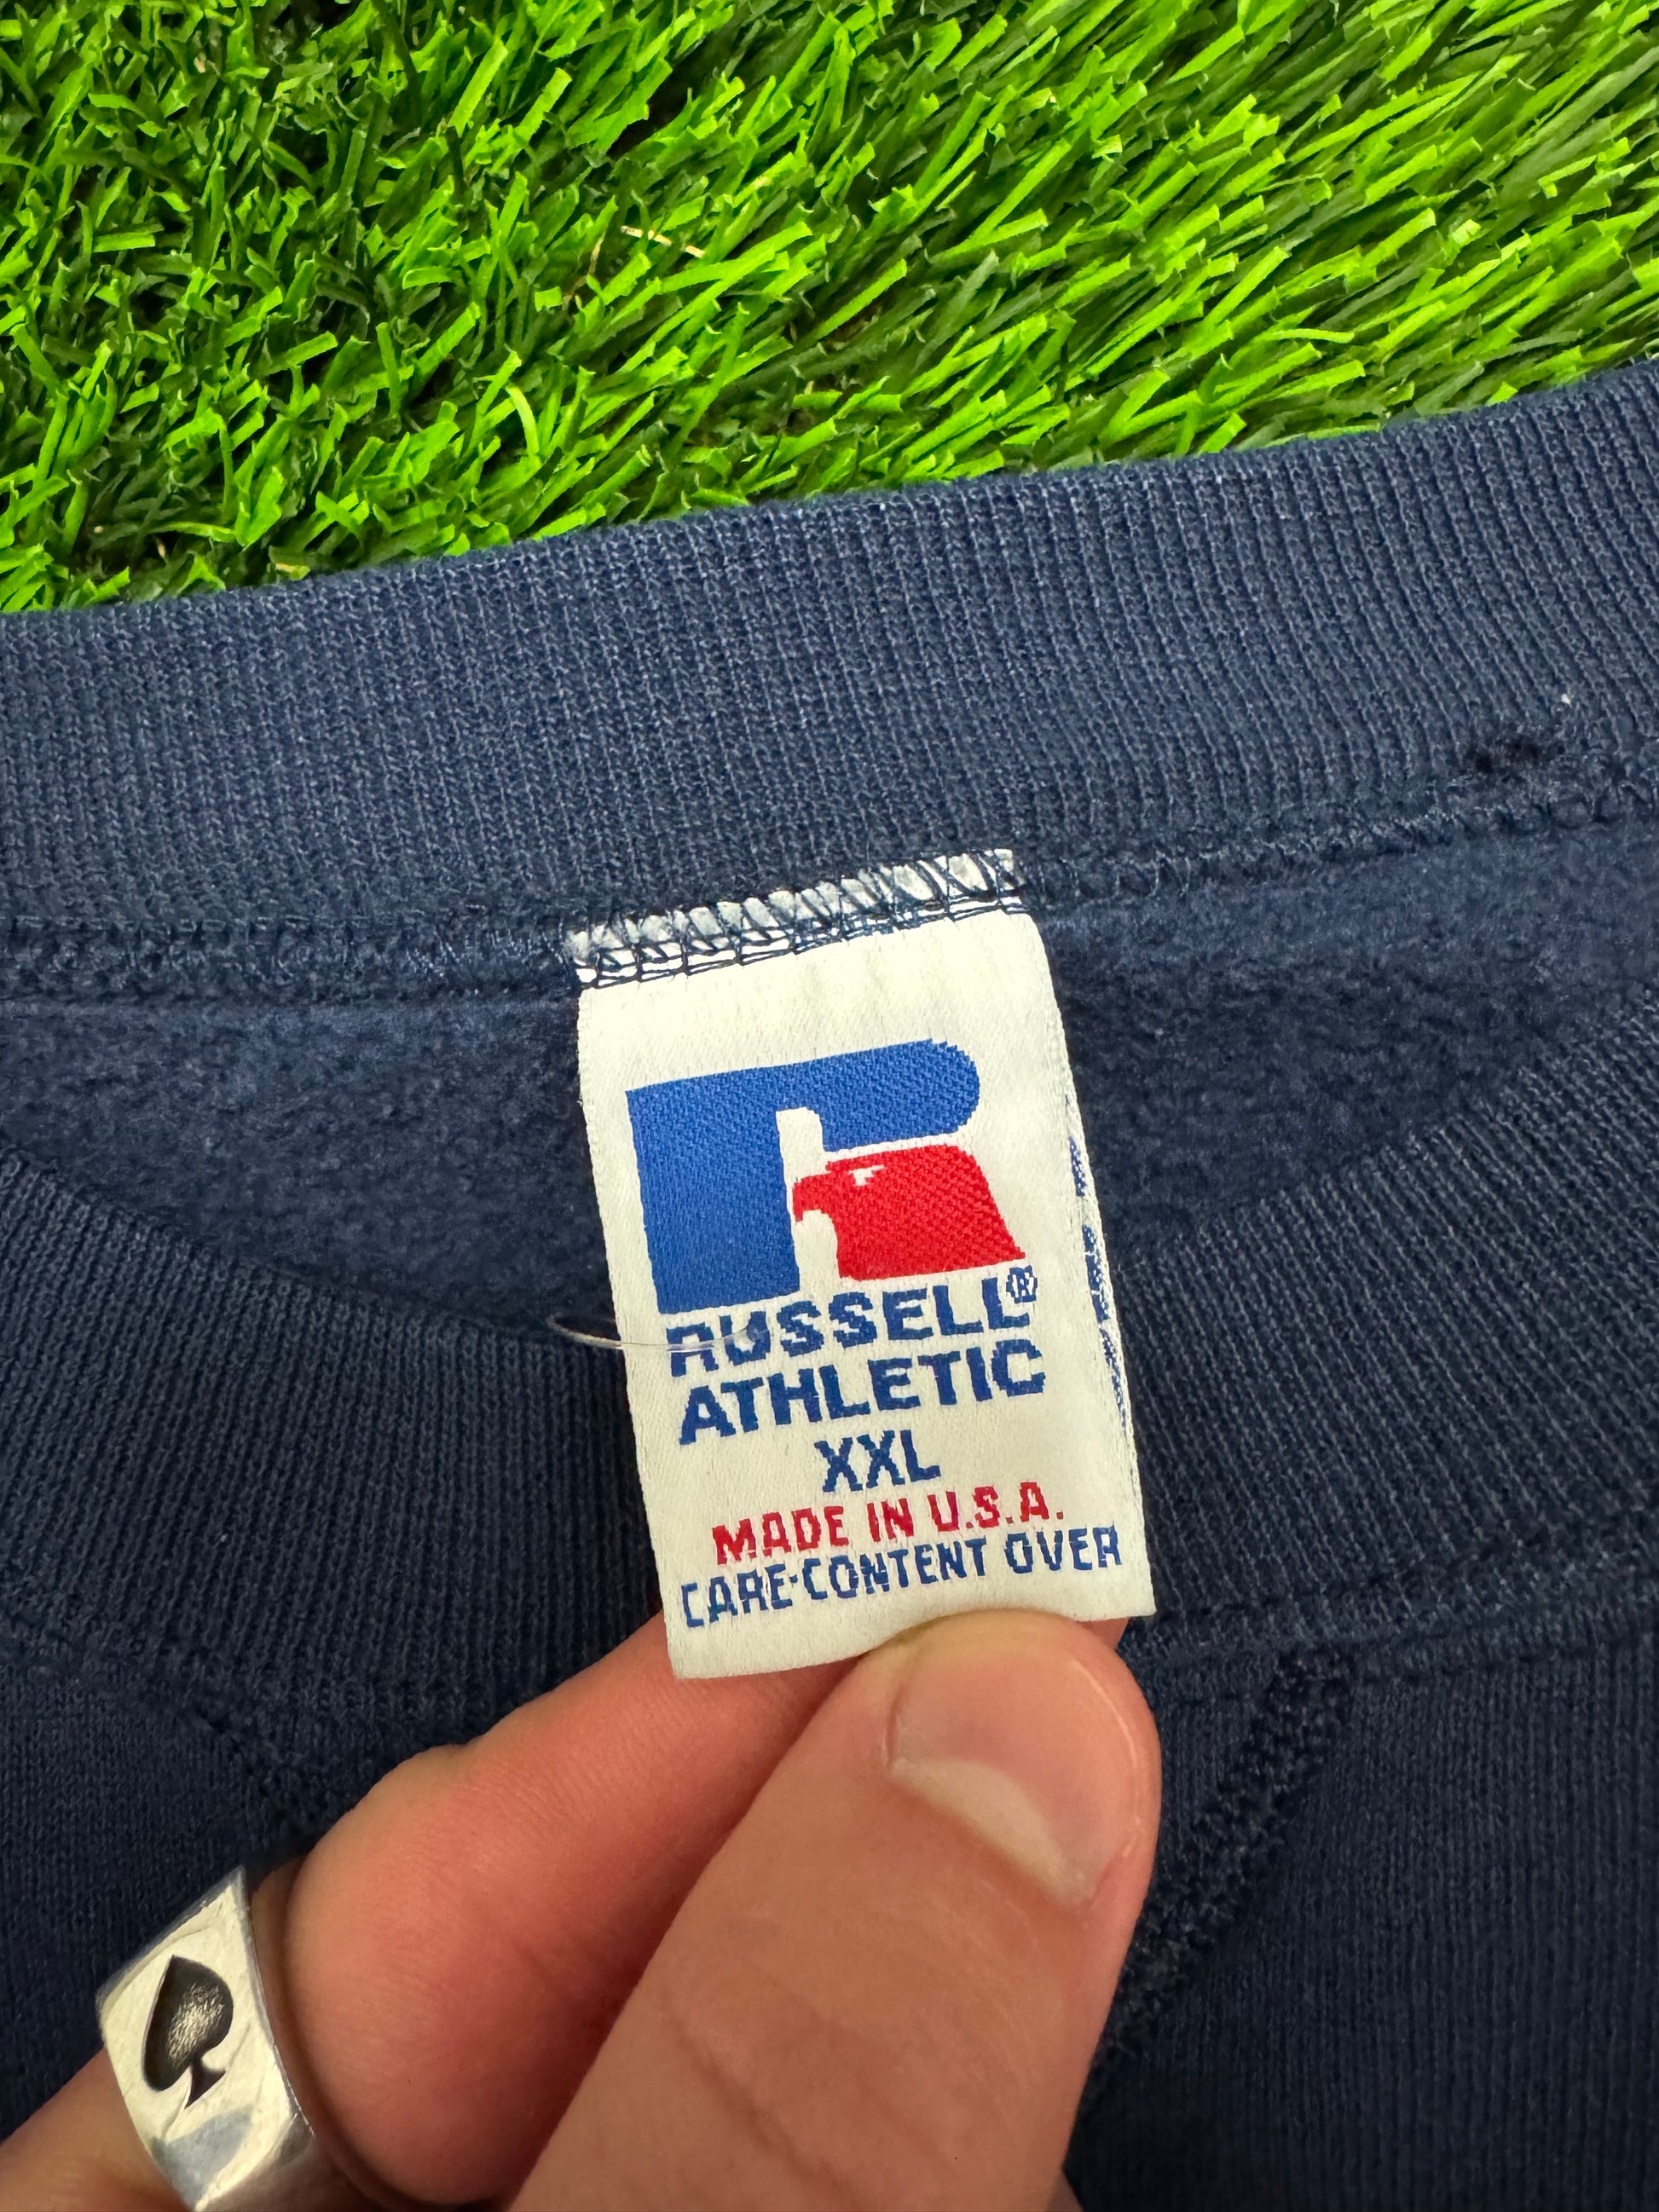 RUSSELL®
ATHLETIC
XXL
MADE IN U.S.A.
CARE·CONTENT OVER